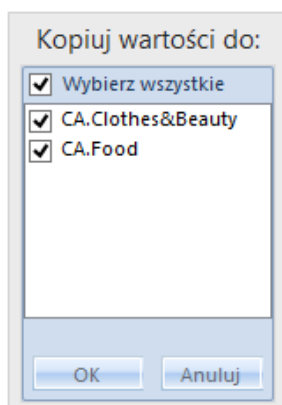 Kopiuj wartości do:
Wybierz wszystkie
CA.Clothes&Beauty
CA.Food
OK Anuluj